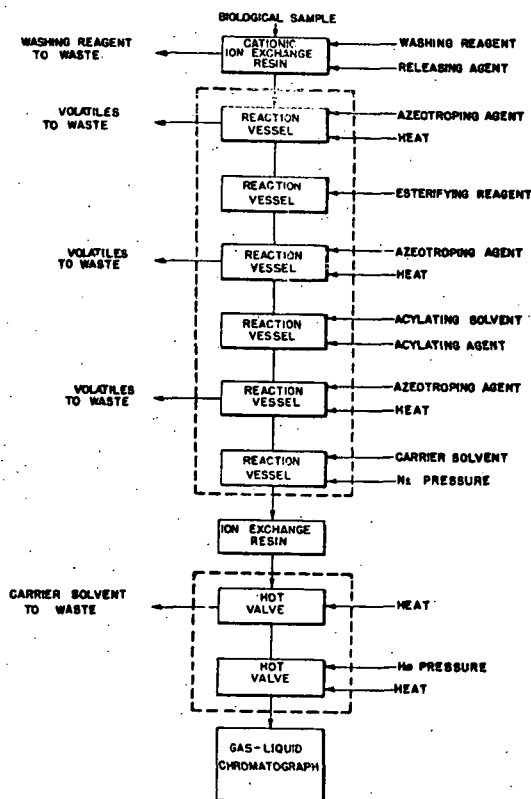 BIOLOGICAL SAMPLE
WASHING REAGENT
TO WASTE
CATIONIC
ION EXCHANGE
RESIN
WASHING REAGENT
RELEASING AGENT
VOLATILES
TO WASTE
REACTION
VESSEL
AZEOTROPING AGENT
HEAT
REACTION
VESSEL
ESTERIFYING REAGENT
VOLATILES
TO WASTE
REACTION
VESSEL
AZEOTROPING AGENT
HEAT
REACTION
VESSEL
ACYLATING SOLVENT
ACYLATING AGENT
VOLATILES
TO WASTE
REACTION
VESSEL
AZEOTROPING AGENT
HEAT
REACTION
VESSEL
CARRIER SOLVENT
N2 PRESSURE
ION EXCHANGE
RESIN
CARRIER SOLVENT
TO WASTE
HOT
VALVE
HEAT
HOT
VALVE
He PRESSURE
HEAT
GAS-LIQUID
CHROMATOGRAPH